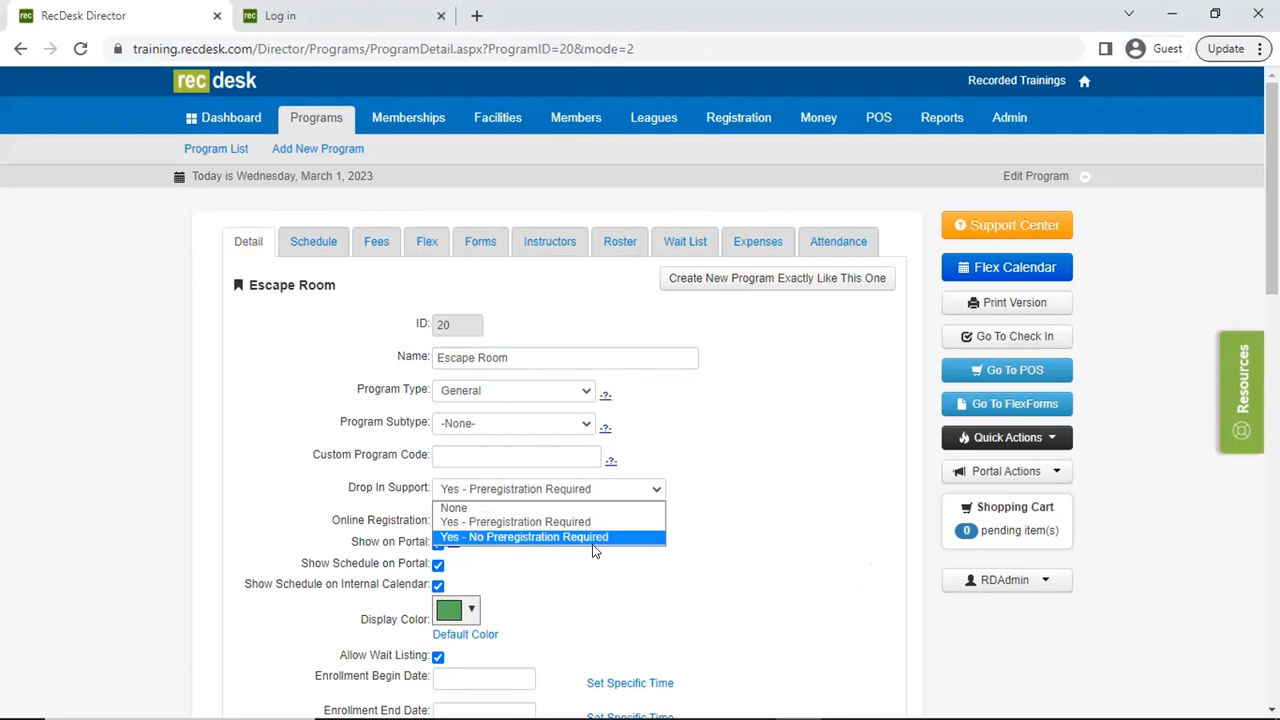 RecDesk Director
Log in
training.recdesk.com/Director/Programs/ProgramDetail.aspx?ProgramID=20&mode=2
Guest
Update
recdesk
Recorded Trainings
Dashboard
Programs
Memberships
Facilities
Members
Leagues
Registration
Money
POS
Reports
Admin
Program List
Add New Program
Today is Wednesday, March 1, 2023
Edit Program
Detail
Schedule
Fees
Flex
Forms
Instructors
Roster
Wait List
Expenses
Attendance
Escape Room
Create New Program Exactly Like This One
ID: 20
Name: Escape Room
Program Type: General -?-
Program Subtype: -None- -?-
Custom Program Code: -?-
Drop In Support: Yes - Preregistration Required
None
Yes - Preregistration Required
Yes - No Preregistration Required
Online Registration:
Show on Portal:
Show Schedule on Portal:
Show Schedule on Internal Calendar:
Display Color:
Default Color
Allow Wait Listing:
Enrollment Begin Date: Set Specific Time
Enrollment End Date: Set Specific Time
Support Center
Flex Calendar
Print Version
Go To Check In
Go To POS
Go To FlexForms
Quick Actions
Portal Actions
Shopping Cart
0 pending item(s)
RDAdmin
Resources